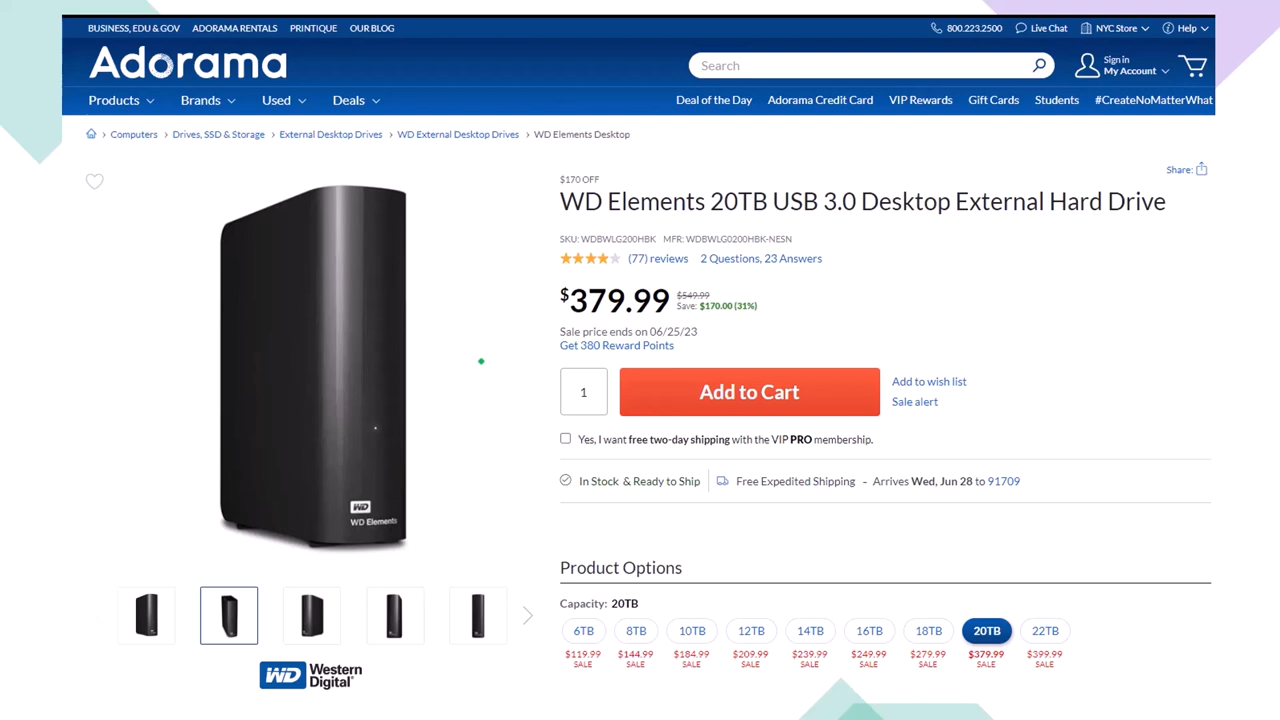 BUSINESS, EDU & GOV ADORAMA RENTALS PRINTIQUE OUR BLOG 800.223.2500 Live Chat NYC Store Help
Adorama
Search
Sign in
My Account
Products Brands Used Deals Deal of the Day Adorama Credit Card VIP Rewards Gift Cards Students #CreateNoMatterWhat
Computers > Drives, SSD & Storage > External Desktop Drives > WD External Desktop Drives > WD Elements Desktop
Share:
$170 OFF
WD Elements 20TB USB 3.0 Desktop External Hard Drive
SKU: WDBWLG200HBK MFR: WDBWLG0200HBK-NESN
(77) reviews 2 Questions, 23 Answers
$379.99 $549.99
Save: $170.00 (31%)
Sale price ends on 06/25/23
Get 380 Reward Points
1 Add to Cart
Add to wish list
Sale alert
Yes, I want free two-day shipping with the VIP PRO membership.
In Stock & Ready to Ship Free Expedited Shipping - Arrives Wed, Jun 28 to 91709
WD
WD Elements
Product Options
Capacity: 20TB
6TB 8TB 10TB 12TB 14TB 16TB 18TB 20TB 22TB
$119.99 $144.99 $184.99 $209.99 $239.99 $249.99 $279.99 $379.99 $399.99
SALE SALE SALE SALE SALE SALE SALE SALE SALE
WD Western
Digital®